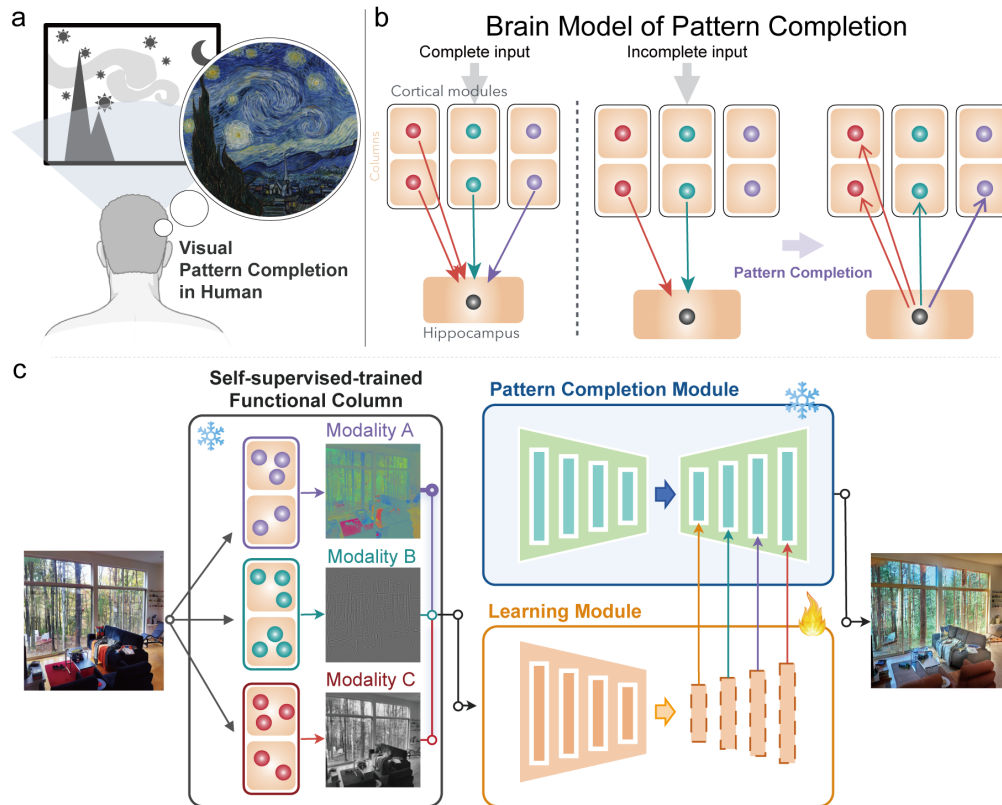 a
Visual
Pattern Completion
in Human
b
Brain Model of Pattern Completion
Complete input
Incomplete input
Cortical modules
Columns
Pattern Completion
Hippocampus
c
Self-supervised-trained
Functional Column
Modality A
Modality B
Modality C
Pattern Completion Module
Learning Module